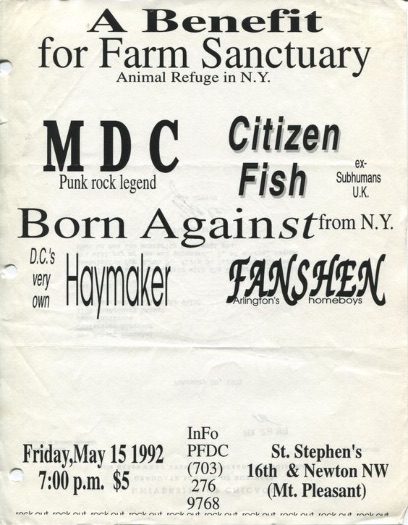 A Benefit
for Farm Sanctuary
Animal Refuge in N.Y.
MDC
Punk rock legend
Citizen
Fish
ex-
Subhumans
U.K.
Born Against from N.Y.
D.C.'s
very
own
Haymaker
FANSHEN
Arlington's homeboys
Friday,May 15 1992
7:00 p.m. $5
InFo
PFDC
(703)
276
9768
St. Stephen's
16th & Newton NW
(Mt. Pleasant)
rock out rock out rock out rock out rock out rock out rock out rock out rock out rock out